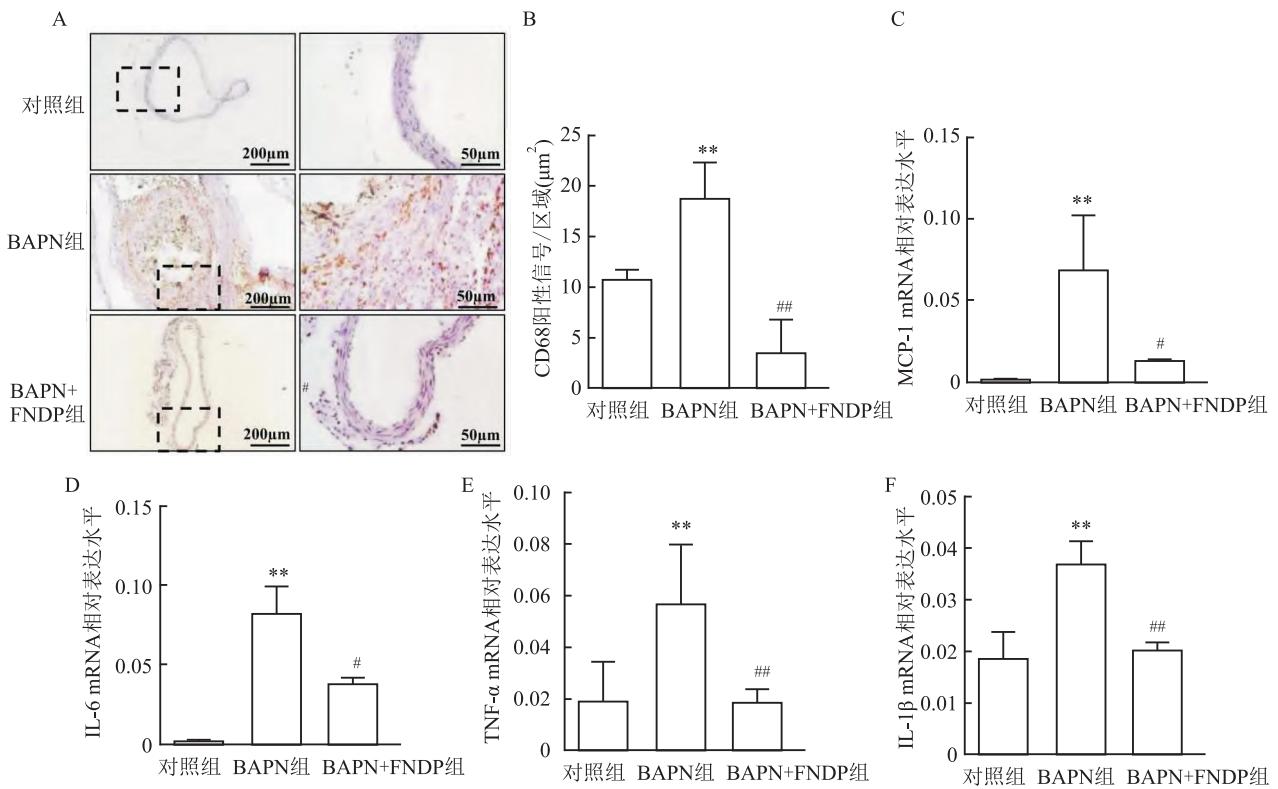 A
对照组
200μm
50μm
BAPN组
200μm
50μm
BAPN+
FNDP组
#
200μm
50μm
B
CD68阳性信号/区域(μm²)
25
20
15
10
5
0
**
##
对照组
BAPN组
BAPN+FNDP组
C
MCP-1 mRNA相对表达水平
0.15
0.10
0.05
0
**
#
对照组
BAPN组
BAPN+FNDP组
D
IL-6 mRNA相对表达水平
0.15
0.10
0.05
0
**
#
对照组
BAPN组
BAPN+FNDP组
E
TNF-α mRNA相对表达水平
0.10
0.08
0.06
0.04
0.02
0
**
##
对照组
BAPN组
BAPN+FNDP组
F
IL-1β mRNA相对表达水平
0.05
0.04
0.03
0.02
0.01
0
**
##
对照组
BAPN组
BAPN+FNDP组